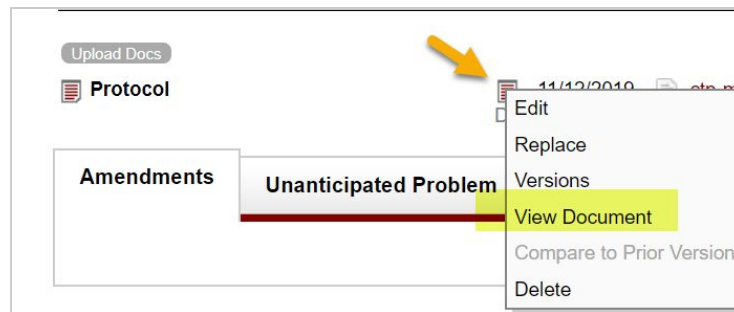 Upload Docs
Protocol
11/12/2019
Edit
Replace
Amendments
Unanticipated Problem
Versions
View Document
Compare to Prior Version
Delete